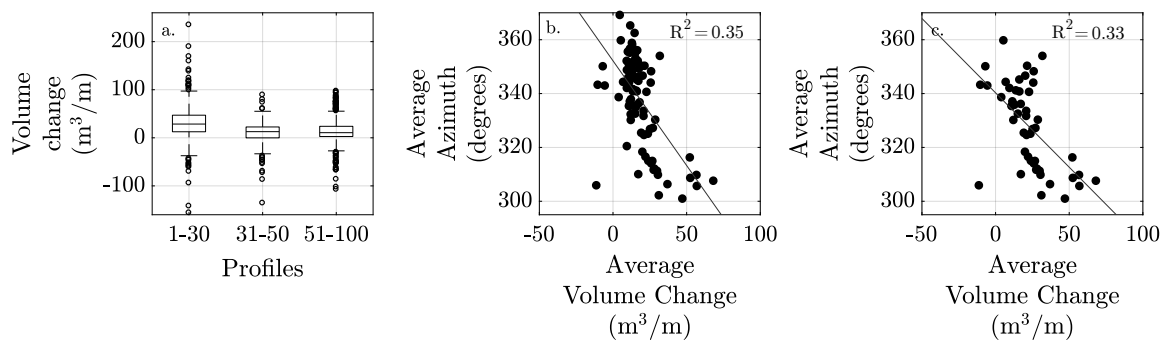 a.
Volume
change
(m³/m)
200
100
0
-100
1-30
31-50
51-100
Profiles
b.
R² = 0.35
Average
Azimuth
(degrees)
360
340
320
300
-50
0
50
100
Average
Volume Change
(m³/m)
c.
R² = 0.33
Average
Azimuth
(degrees)
360
340
320
300
-50
0
50
100
Average
Volume Change
(m³/m)